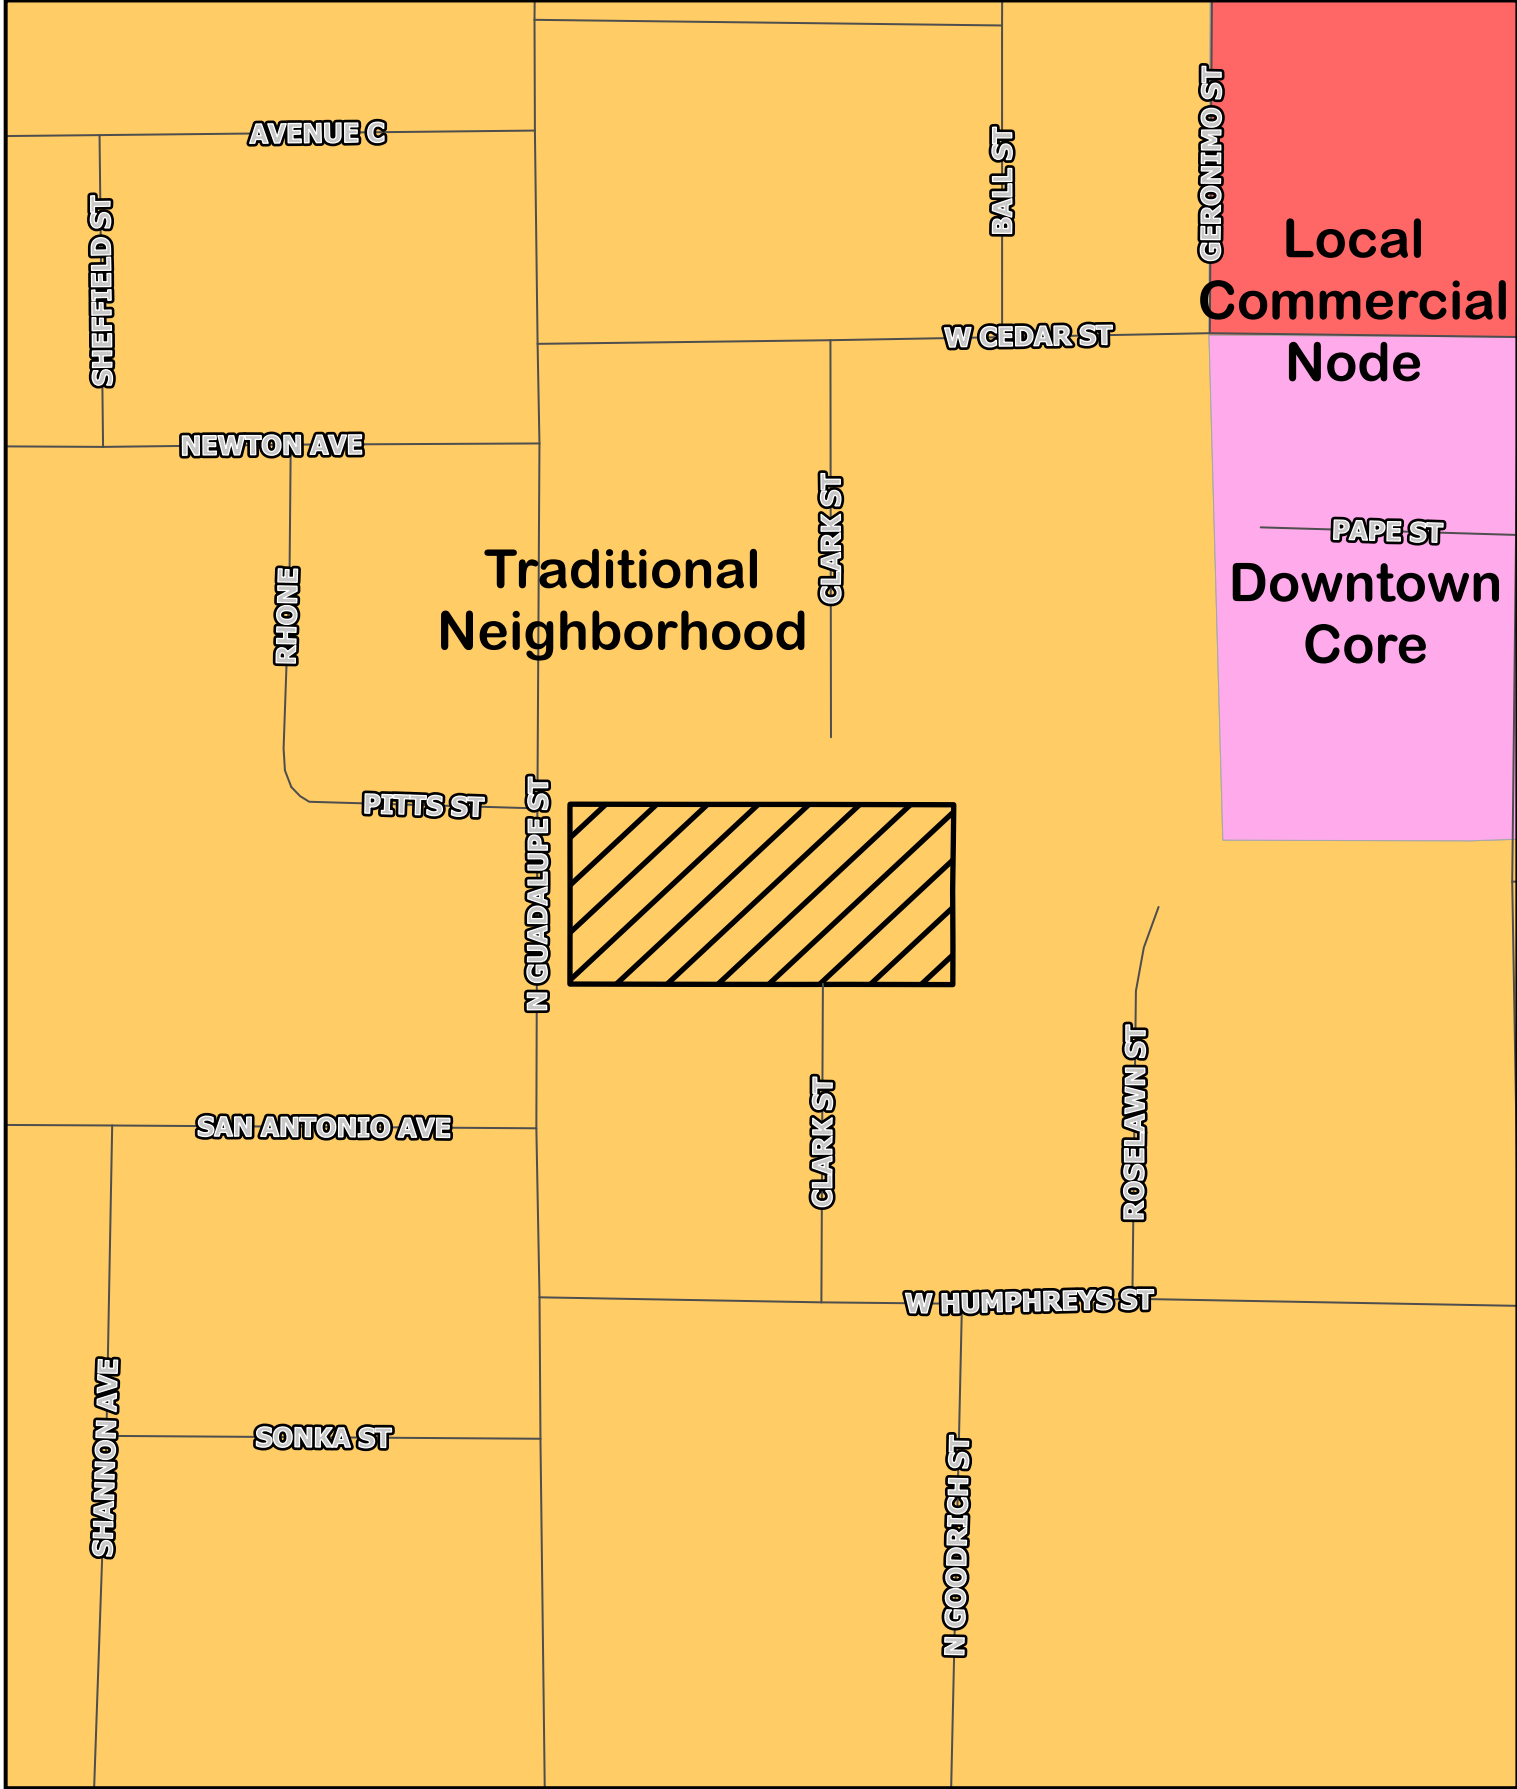 AVENUE C
BALL ST
GERONIMO ST
SHEFFIELD ST
Local
Commercial
Node
W CEDAR ST
NEWTON AVE
CLARK ST
PAPE ST
Traditional
Neighborhood
Downtown
Core
RHONE
PITTS ST
N GUADALUPE ST
SAN ANTONIO AVE
CLARK ST
ROSELAWN ST
W HUMPHREYS ST
SHANNON AVE
SONKA ST
N GOODRICH ST